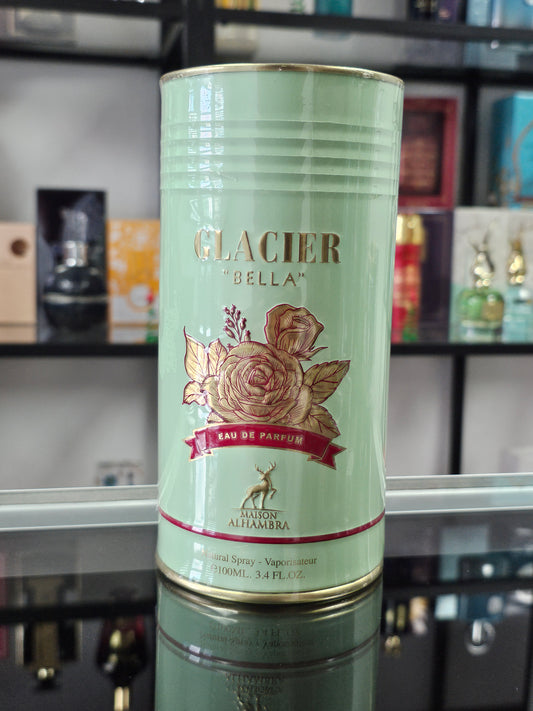 GLACIER
"BELLA"
EAU DE PARFUM
MAISON
ALHAMBRA
Natural Spray - Vaporisateur
℮100ML. 3.4 FL.OZ.